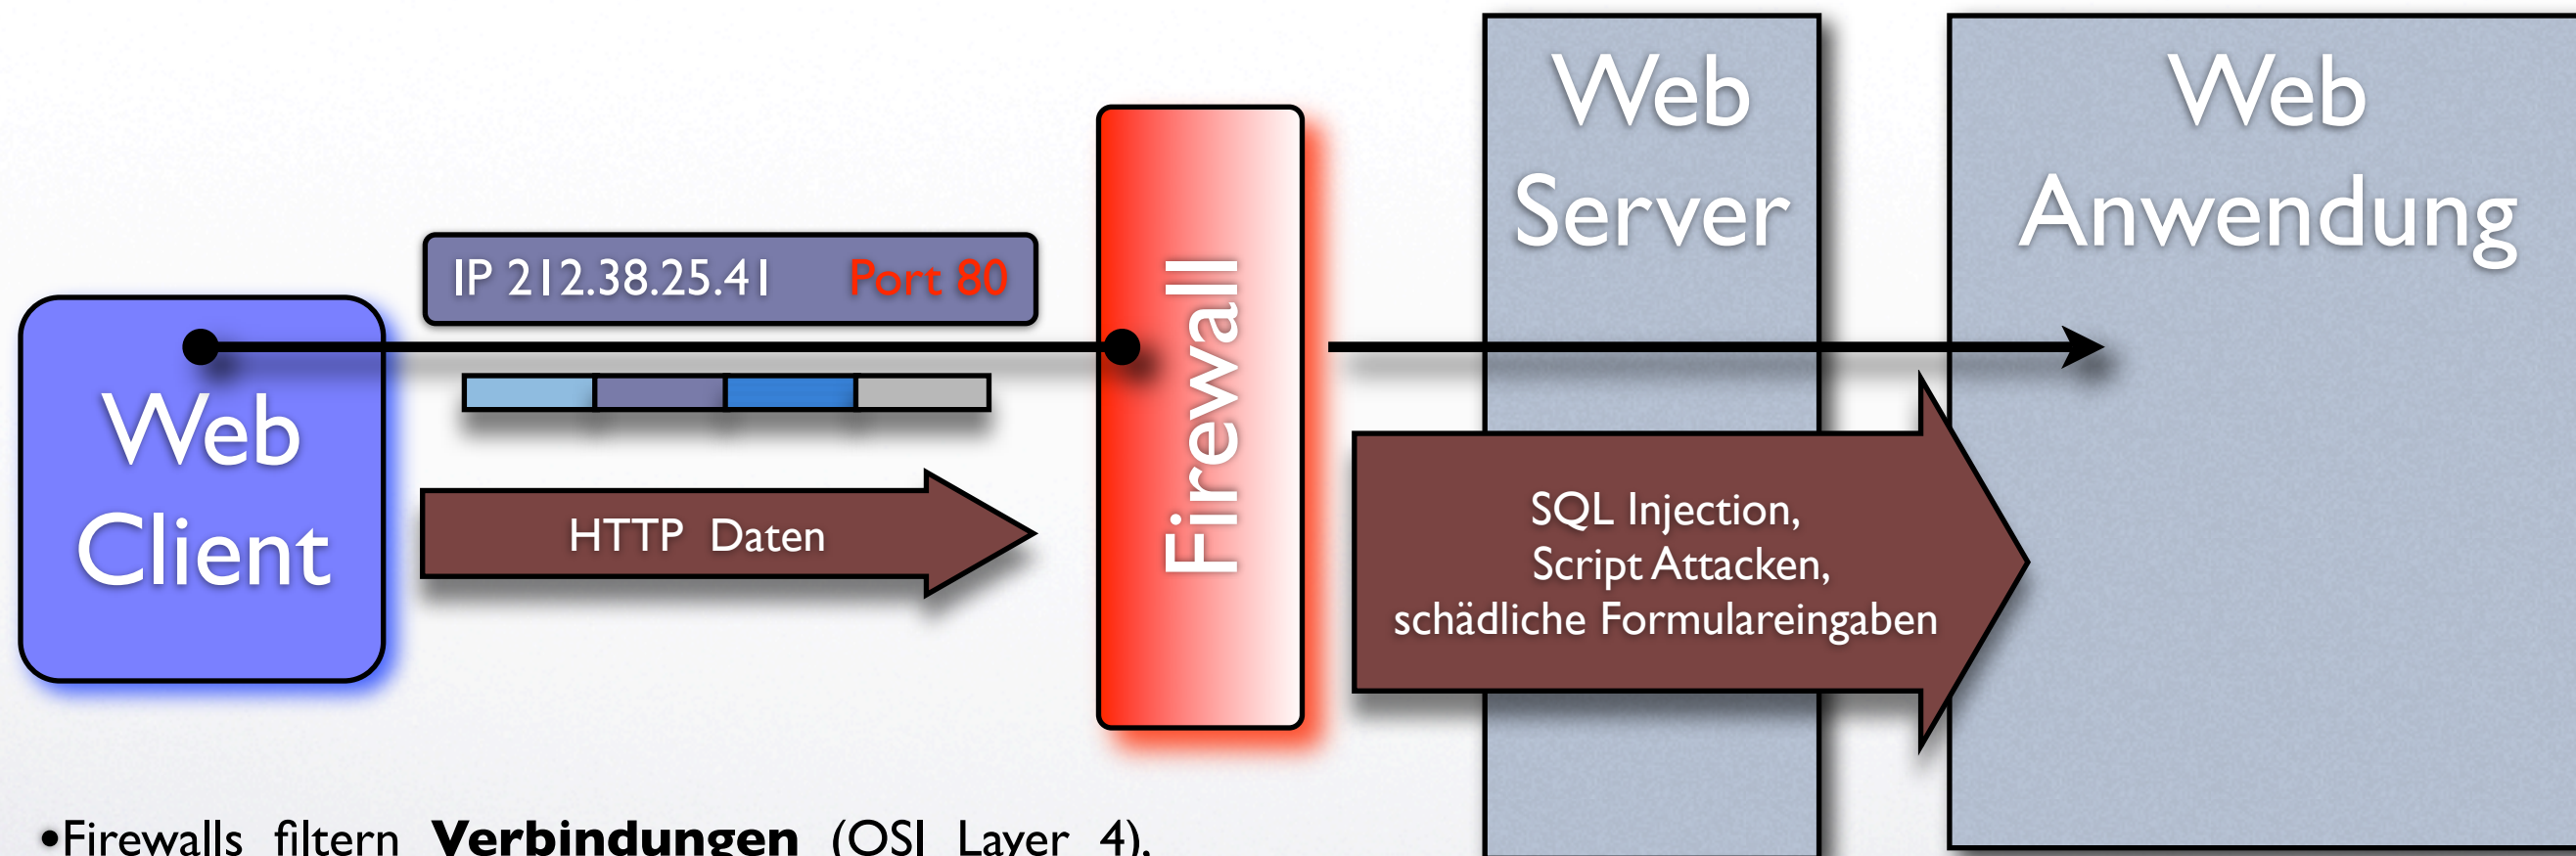 Web
Server
Web
Anwendung
IP 212.38.25.41 Port 80
Web
Client
HTTP Daten
Firewall
SQL Injection,
Script Attacken,
schädliche Formulareingaben
•Firewalls filtern Verbindungen (OSI Layer 4),